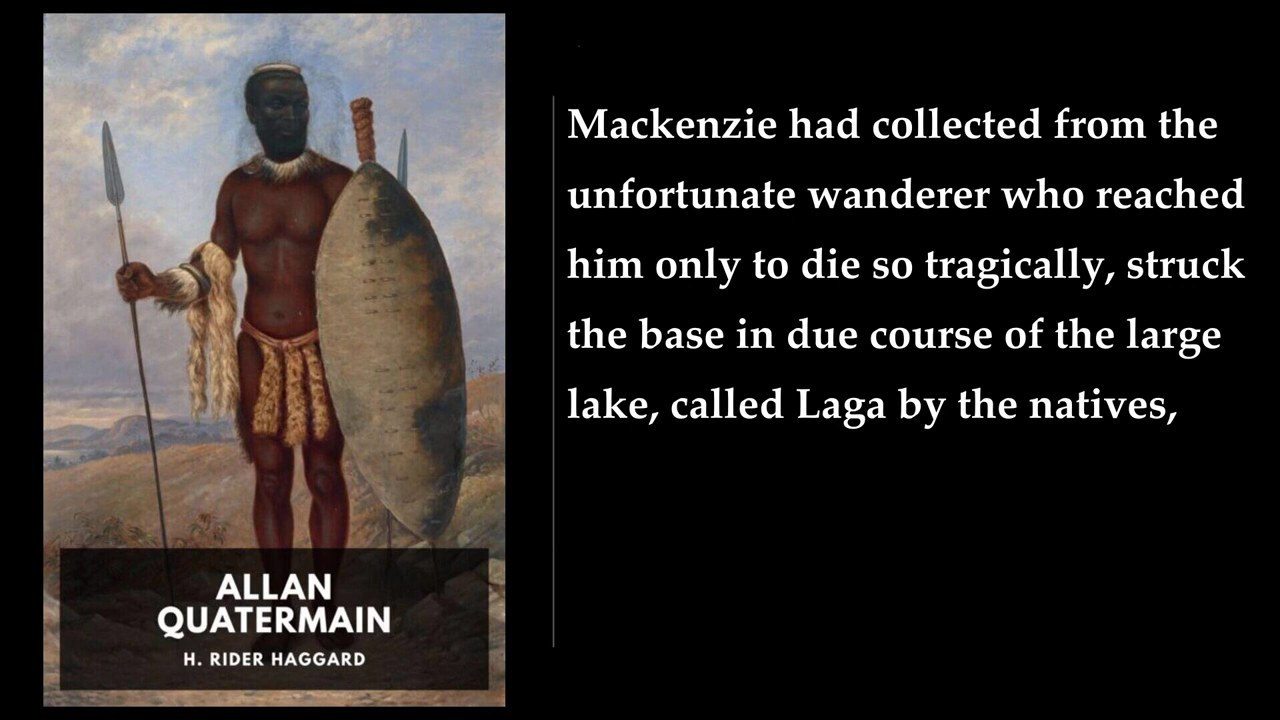 Mackenzie had collected from the
unfortunate wanderer who reached
him only to die so tragically, struck
the base in due course of the large
lake, called Laga by the natives,
ALLAN
QUATERMAIN
H. RIDER HAGGARD